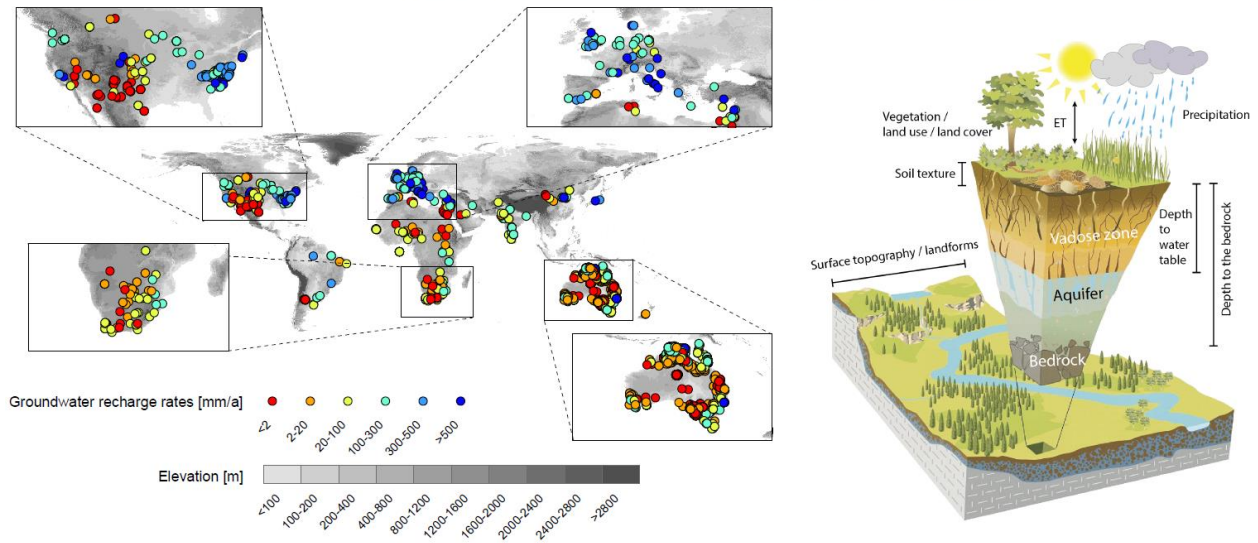 Groundwater recharge rates [mm/a]
<2
2-20
20-100
100-300
300-500
>500
Elevation [m]
<100
100-200
200-400
400-800
800-1200
1200-1600
1600-2000
2000-2400
2400-2800
>2800
Vegetation /
land use / land cover
ET
Precipitation
Soil texture
Vadose zone
Depth
to
water
table
Depth to the bedrock
Surface topography / landforms
Aquifer
Bedrock